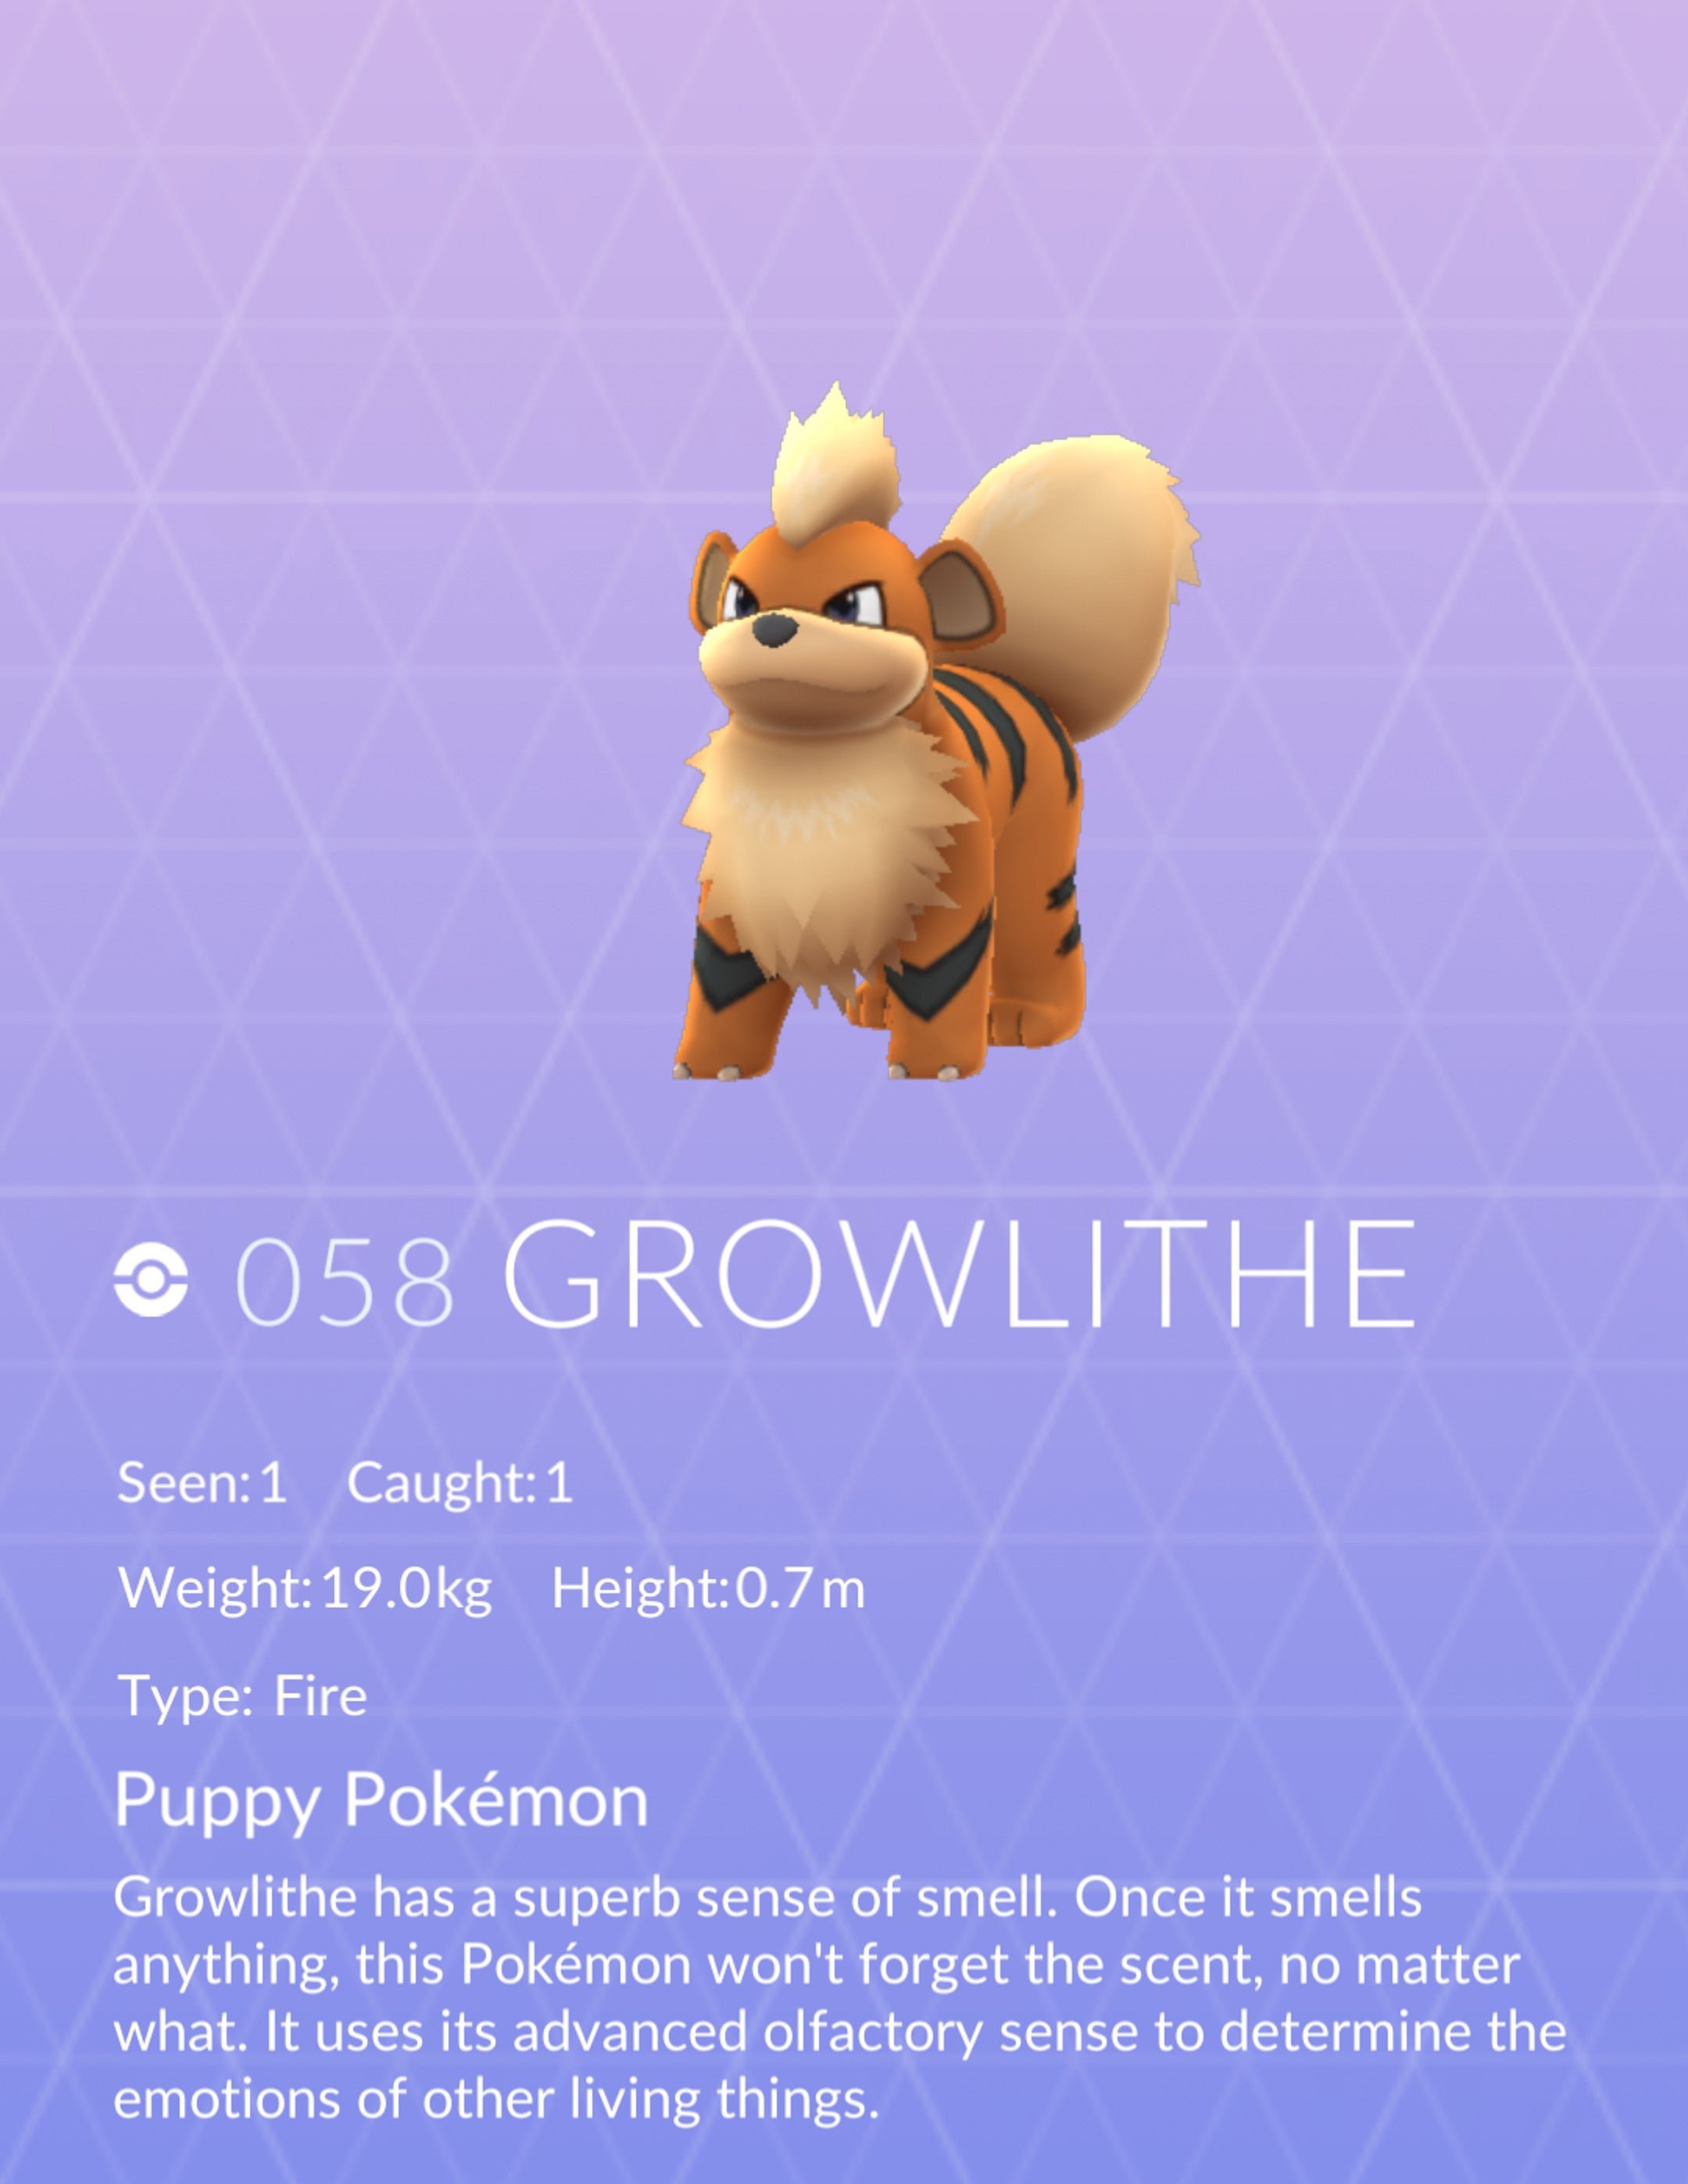 058 GROWLITHE
Seen:1 Caught:1
Weight:19.0kg Height:0.7m
Type: Fire
Puppy Pokémon
Growlithe has a superb sense of smell. Once it smells
anything, this Pokémon won't forget the scent, no matter
what. It uses its advanced olfactory sense to determine the
emotions of other living things.